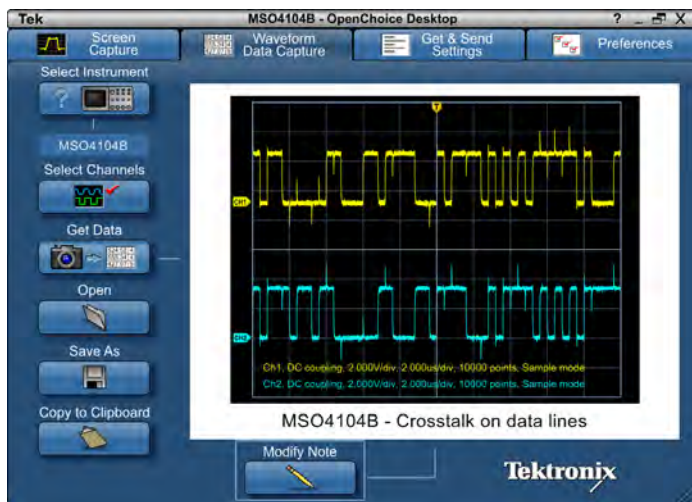 Tek
MSO4104B - OpenChoice Desktop
? _ X
Screen
Capture
Waveform
Data Capture
Get & Send
Settings
Preferences
Select Instrument
?
MSO4104B
Select Channels
Get Data
Open
Save As
Copy to Clipboard
T
CH1
CH2
Ch1, DC coupling, 2.000V/div, 2.000us/div, 10000 points, Sample mode
Ch2, DC coupling, 2.000V/div, 2.000us/div, 10000 points, Sample mode
MSO4104B - Crosstalk on data lines
Modify Note
Tektronix